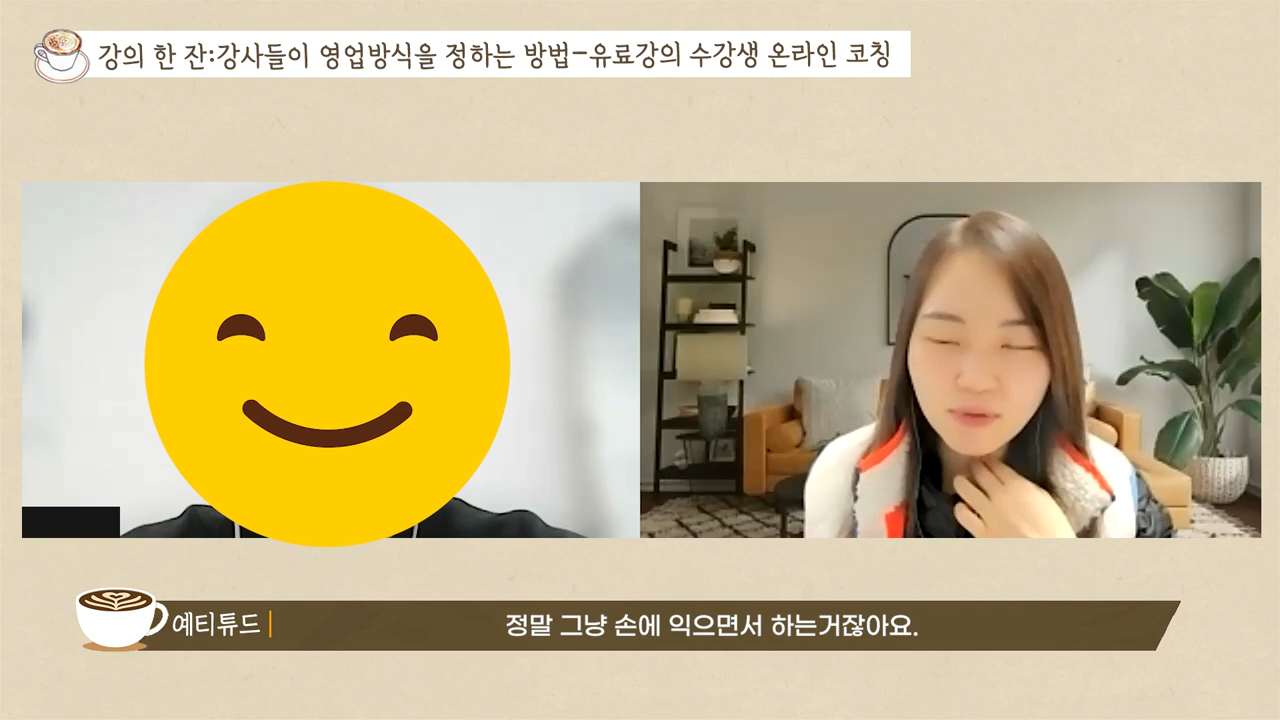 강의 한 잔:강사들이 영업방식을 정하는 방법-유료강의 수강생 온라인 코칭
예티튜드
정말 그냥 손에 익으면서 하는거잖아요.